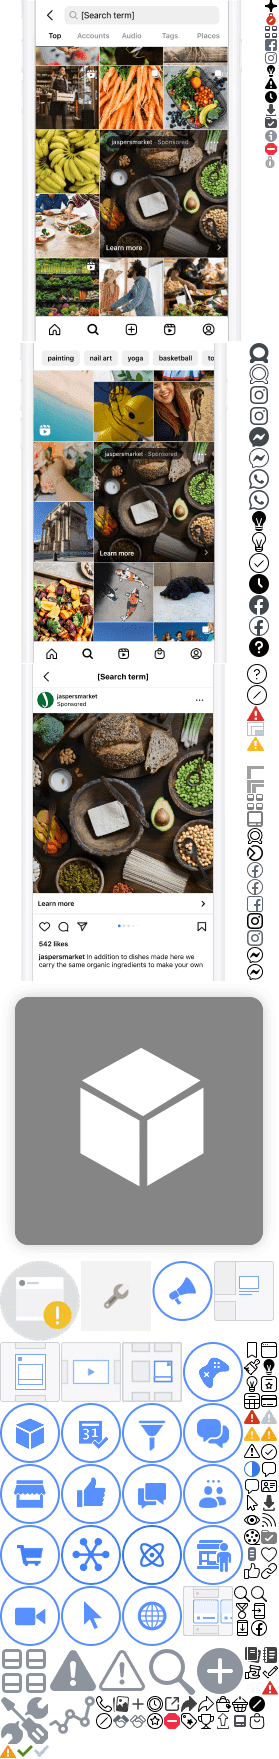 [Search term]
Top Accounts Audio Tags Places
jaspersmarket · Sponsored
Learn more
painting nail art yoga basketball to
jaspersmarket · Sponsored
Learn more
[Search term]
jaspersmarket
Sponsored
Learn more
542 likes
jaspersmarket In addition to dishes made here we
carry the same organic ingredients to make your own
31